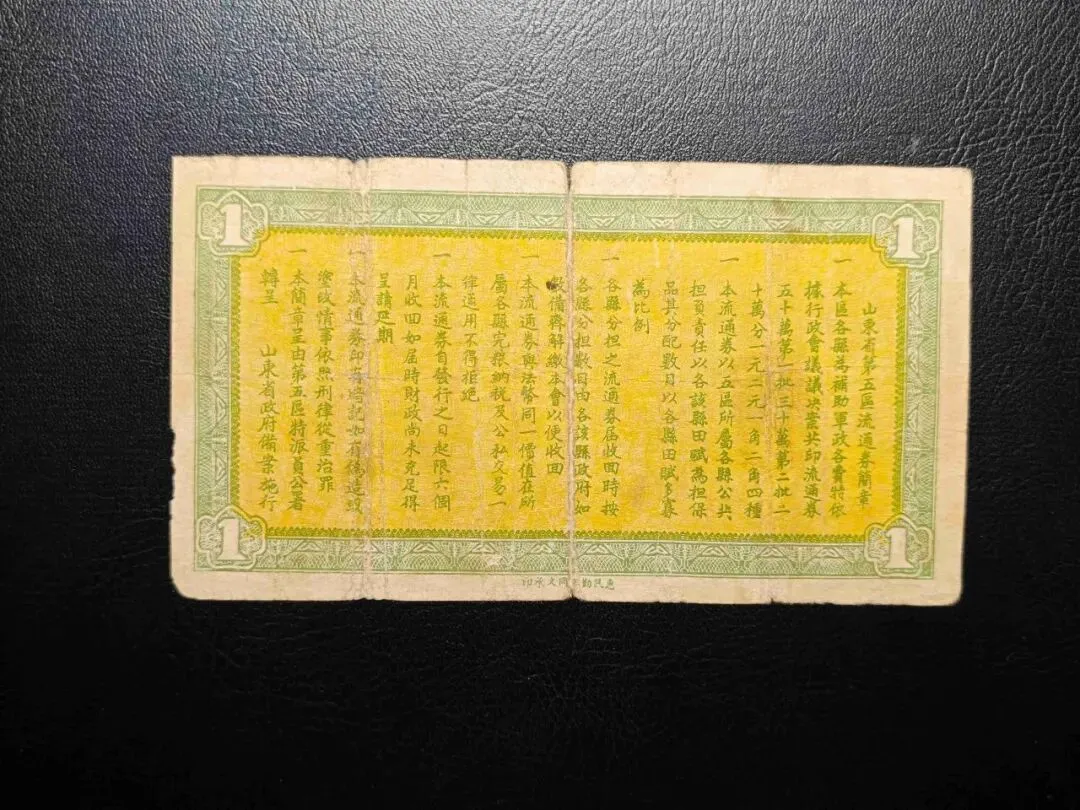 1
1
山東省第五區流通券簡章
一 本區各縣為補助軍政各費特依
據行政會議議決案共印流通券
五十萬第一批三十萬第二批二
十萬分一元二元一角二角四種
一 本流通券以五區所屬各縣公共
担負責任以各該縣田賦為担保
品其分配數目以各縣田賦多寡
為比例
一 各縣分担之流通券届收回時按
各縣分担數目由各該縣政府如
數備齊解繳本會以便收回
一 本流通券與法幣同一價值在所
屬各縣完粮納稅及公私交易一
律通用不得拒絕
一 本流通券自發行之日起限六個
月收回如届時財政尚未充足得
呈請延期
一 本流通券印有暗記如有偽造或
塗改情事依照刑律從重治罪
一 本簡章呈由第五區特派員公署
轉呈 山東省政府備案施行
1
1
承印